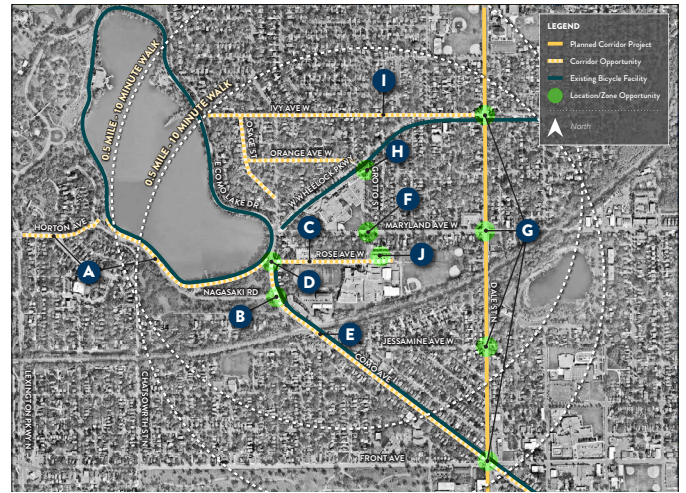 LEGEND
Planned Corridor Project
Corridor Opportunity
Existing Bicycle Facility
Location/Zone Opportunity
North
0.5 MILE - 10 MINUTE WALK
0.5 MILE - 10 MINUTE WALK
I
IVY AVE W
ORANGE AVE W
E COMO LAKE DR
W WHEELOCK PKWY
H
GROTTO ST
F
HORTON AVE
C
MARYLAND AVE W
G
ROSE AVE W
J
A
D
NAGASAKI RD
B
DALE ST N
E
JESSAMINE AVE W
COMO AVE
LEXINGTON PKWY N
CHATSWORTH ST N
FRONT AVE